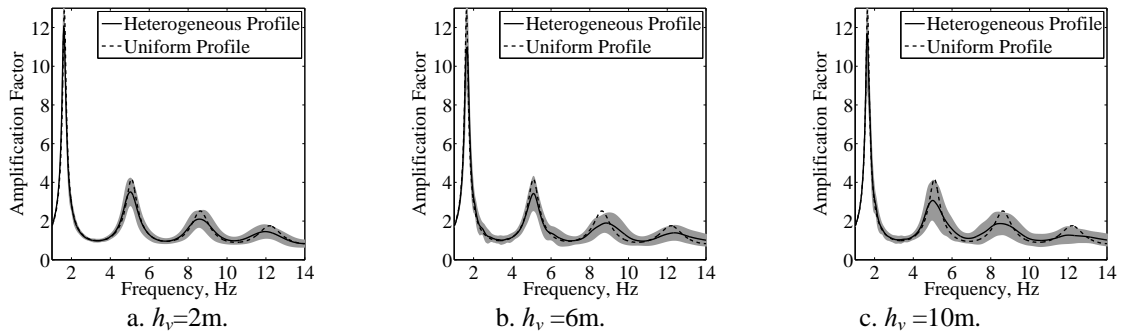 Heterogeneous Profile
Uniform Profile
Amplification Factor
12
10
8
6
4
2
0
2 4 6 8 10 12 14
Frequency, Hz
a. h_v=2m.
Heterogeneous Profile
Uniform Profile
Amplification Factor
12
10
8
6
4
2
0
2 4 6 8 10 12 14
Frequency, Hz
b. h_v =6m.
Heterogeneous Profile
Uniform Profile
Amplification Factor
12
10
8
6
4
2
0
2 4 6 8 10 12 14
Frequency, Hz
c. h_v =10m.